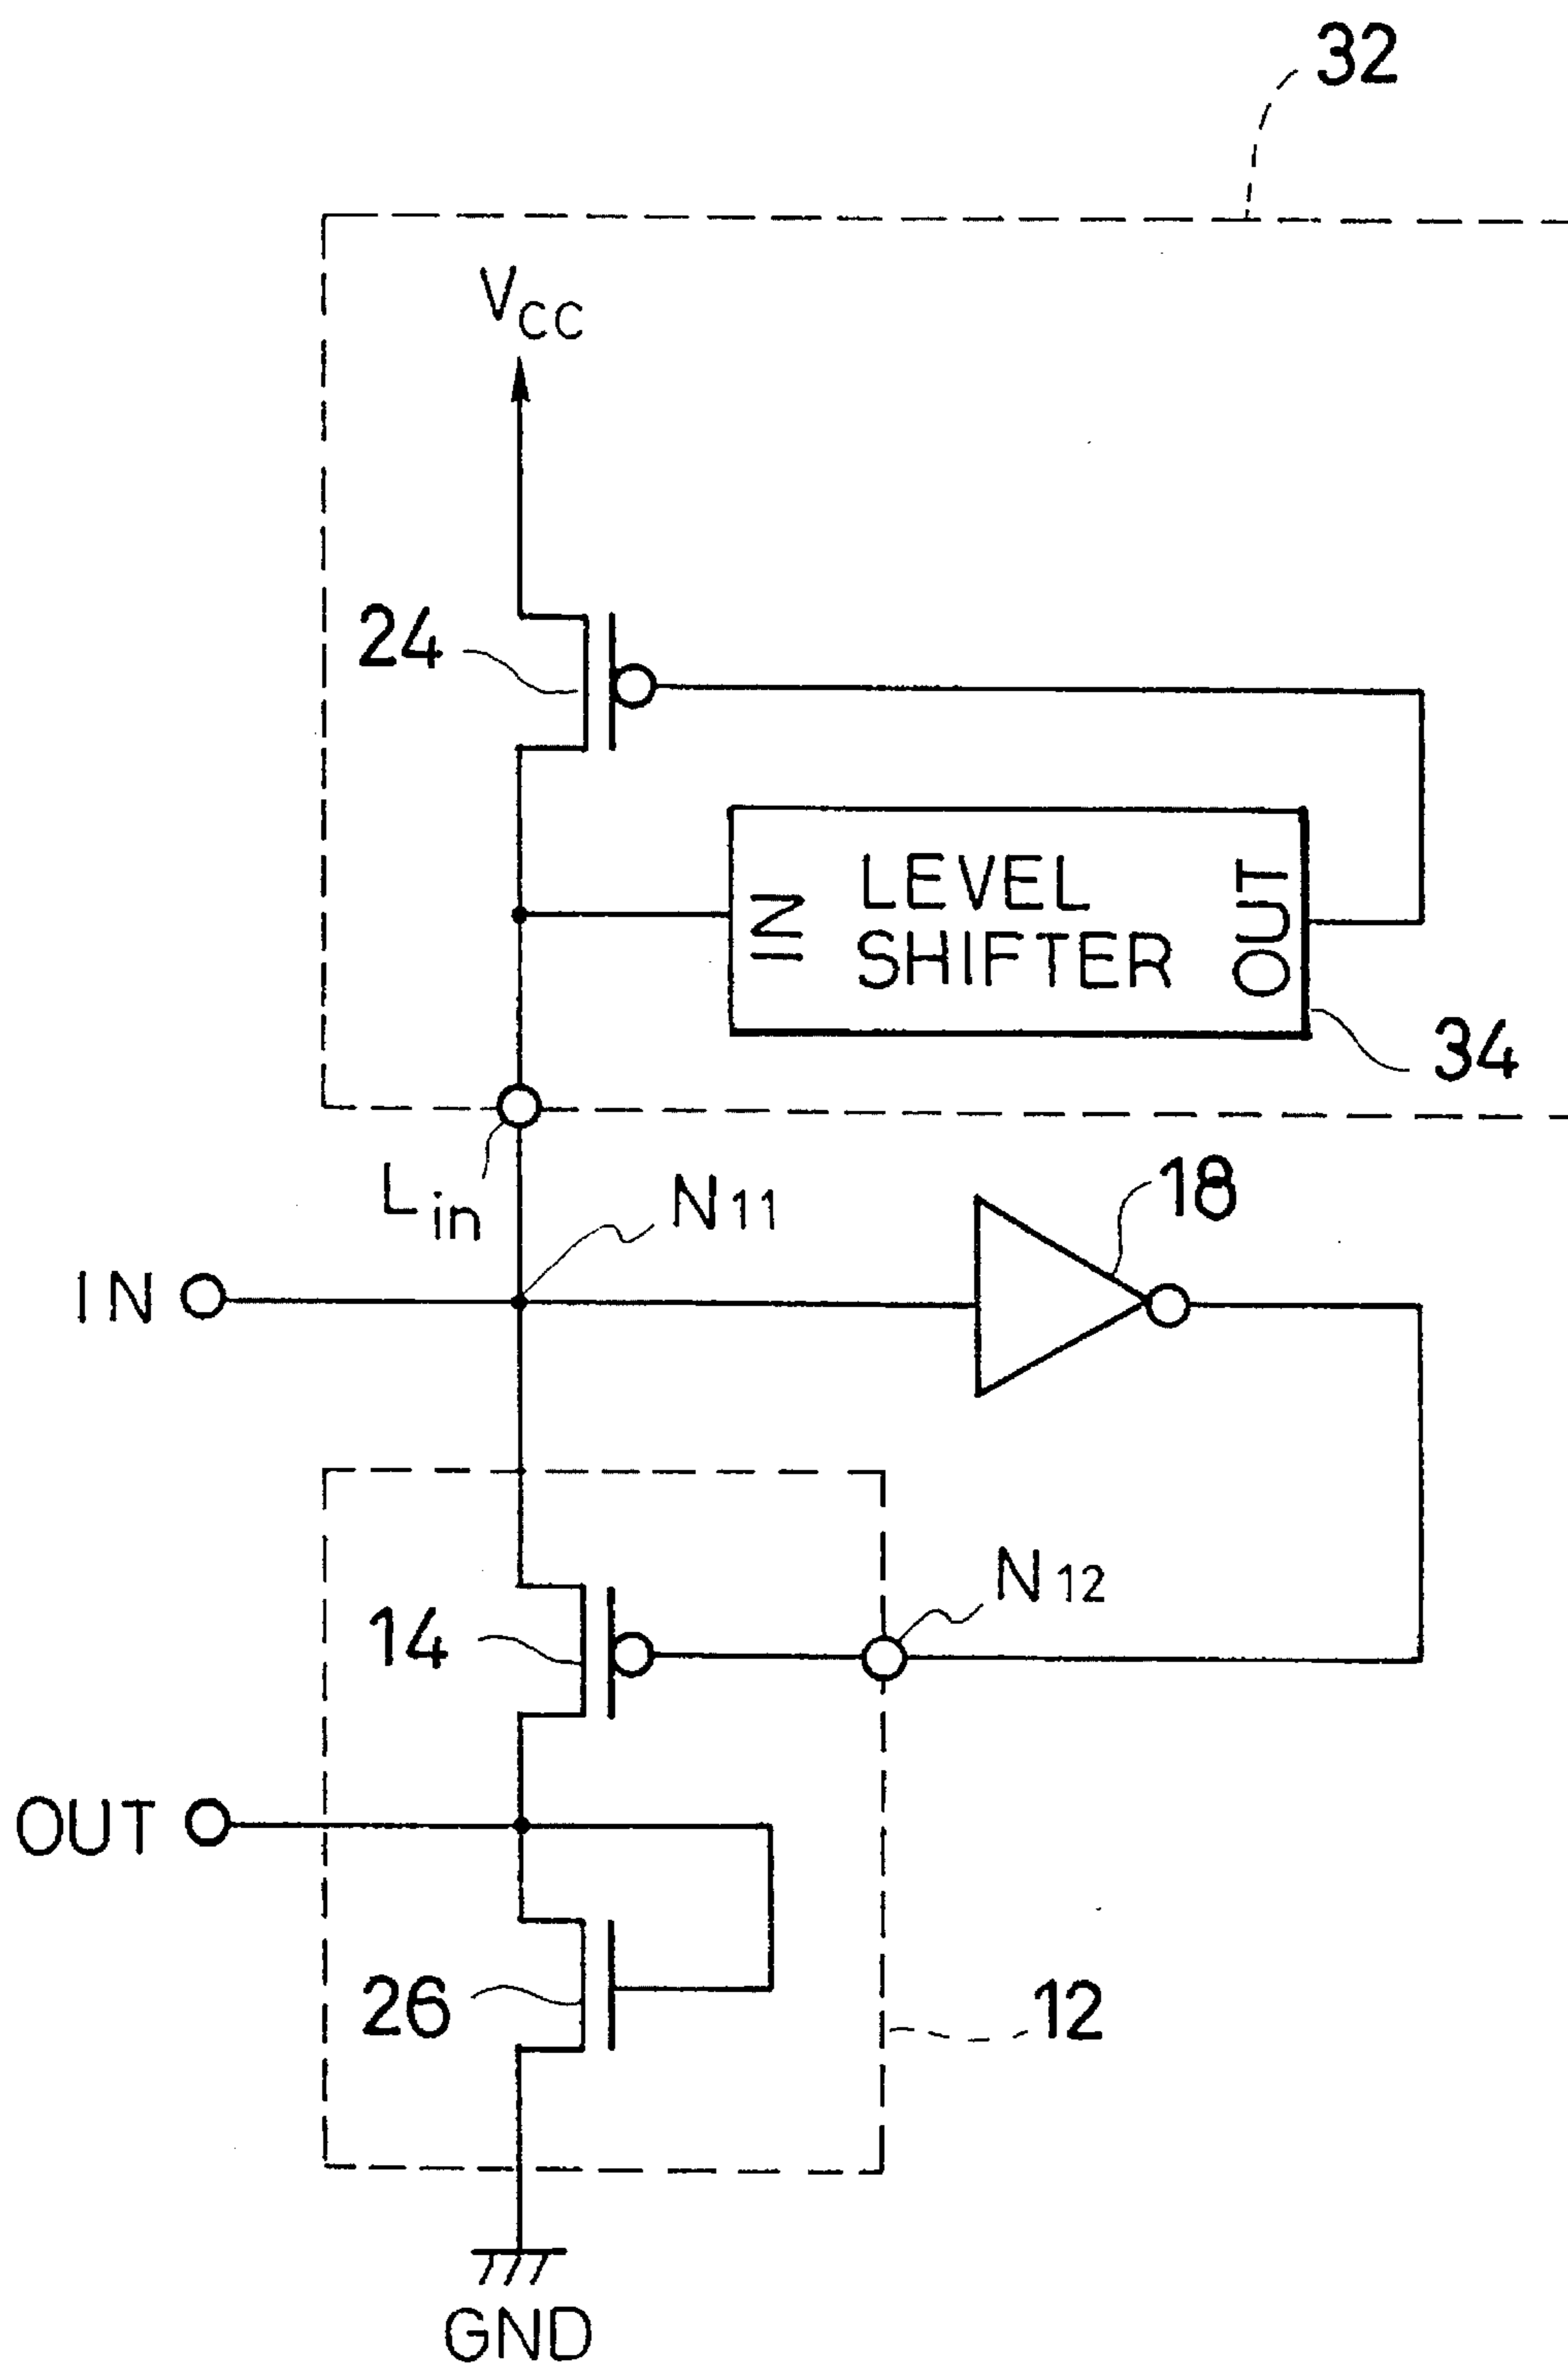 32
VCC
24
IN
LEVEL
SHIFTER
OUT
34
Lin
N11
18
IN
N12
14
OUT
26
12
GND